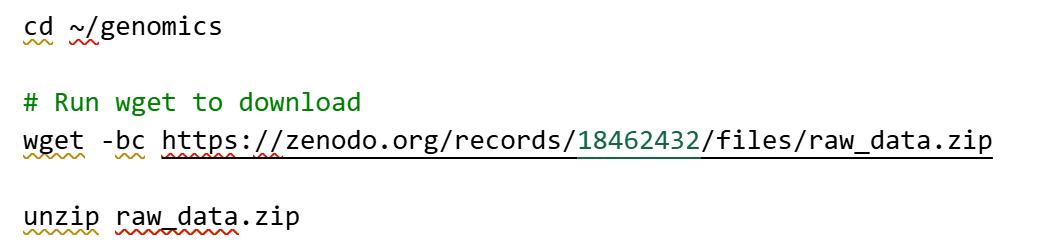 cd ~/genomics
# Run wget to download
wget -bc https://zenodo.org/records/18462432/files/raw_data.zip
unzip raw_data.zip